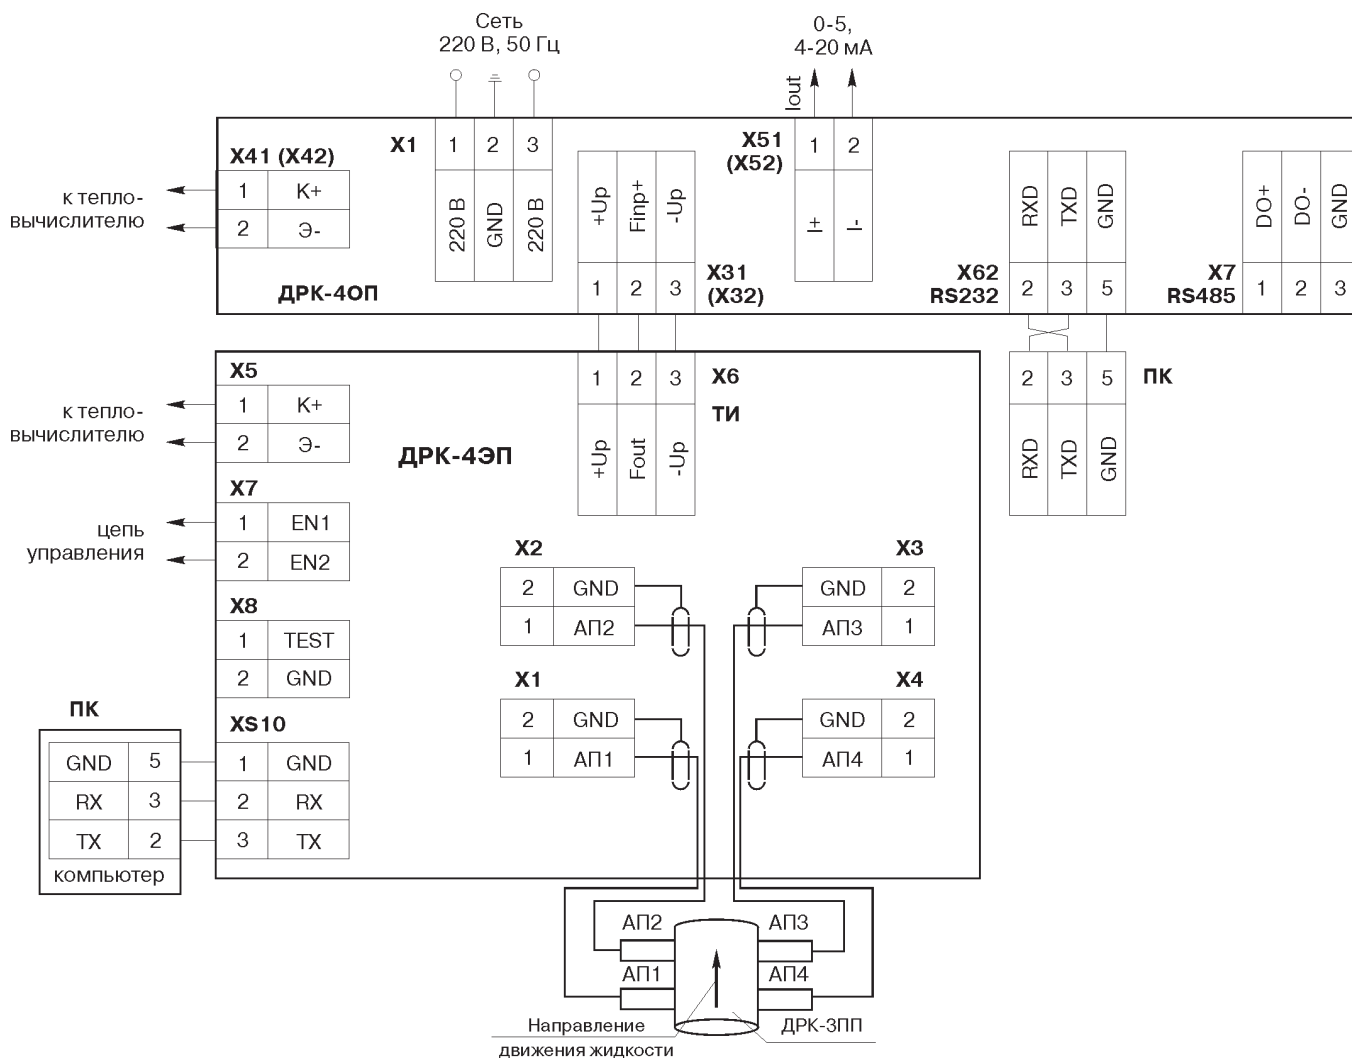 Сеть
220 В, 50 Гц
0-5,
4-20 мА
Iout
X41 (X42)
1 К+
2 Э-
к тепло-
вычислителю
ДРК-4ОП
X1
1 2 3
220 В GND 220 В
+Up Finp+ -Up
1 2 3
X31
(X32)
X51
(X52)
1 2
I+ I-
RXD TXD GND
X62
RS232
2 3 5
DO+ DO- GND
X7
RS485
1 2 3
2 3 5
ПК
RXD TXD GND
X5
1 К+
2 Э-
к тепло-
вычислителю
ДРК-4ЭП
1 2 3
X6
ТИ
+Up Fout -Up
X7
1 EN1
2 EN2
цепь
управления
X8
1 TEST
2 GND
X2
2 GND
1 АП2
X3
GND 2
АП3 1
X1
2 GND
1 АП1
X4
GND 2
АП4 1
ПК
GND 5
RX 3
TX 2
компьютер
XS10
1 GND
2 RX
3 TX
АП2
АП3
АП1
АП4
Направление
движения жидкости
ДРК-3ПП